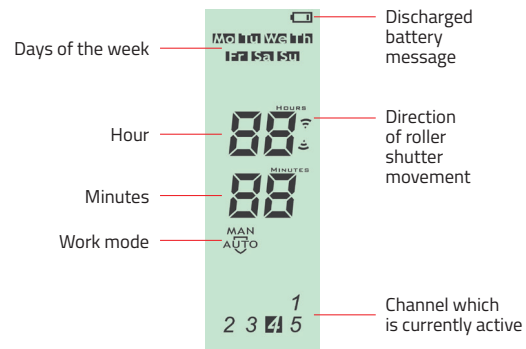 Discharged
battery
message
Mo Tu We Th
Fr Sa Su
Days of the week
HOURS
88
Hour
Direction
of roller
shutter
movement
MINUTES
88
Minutes
MAN
AUTO
Work mode
1
2 3 4 5
Channel which
is currently active